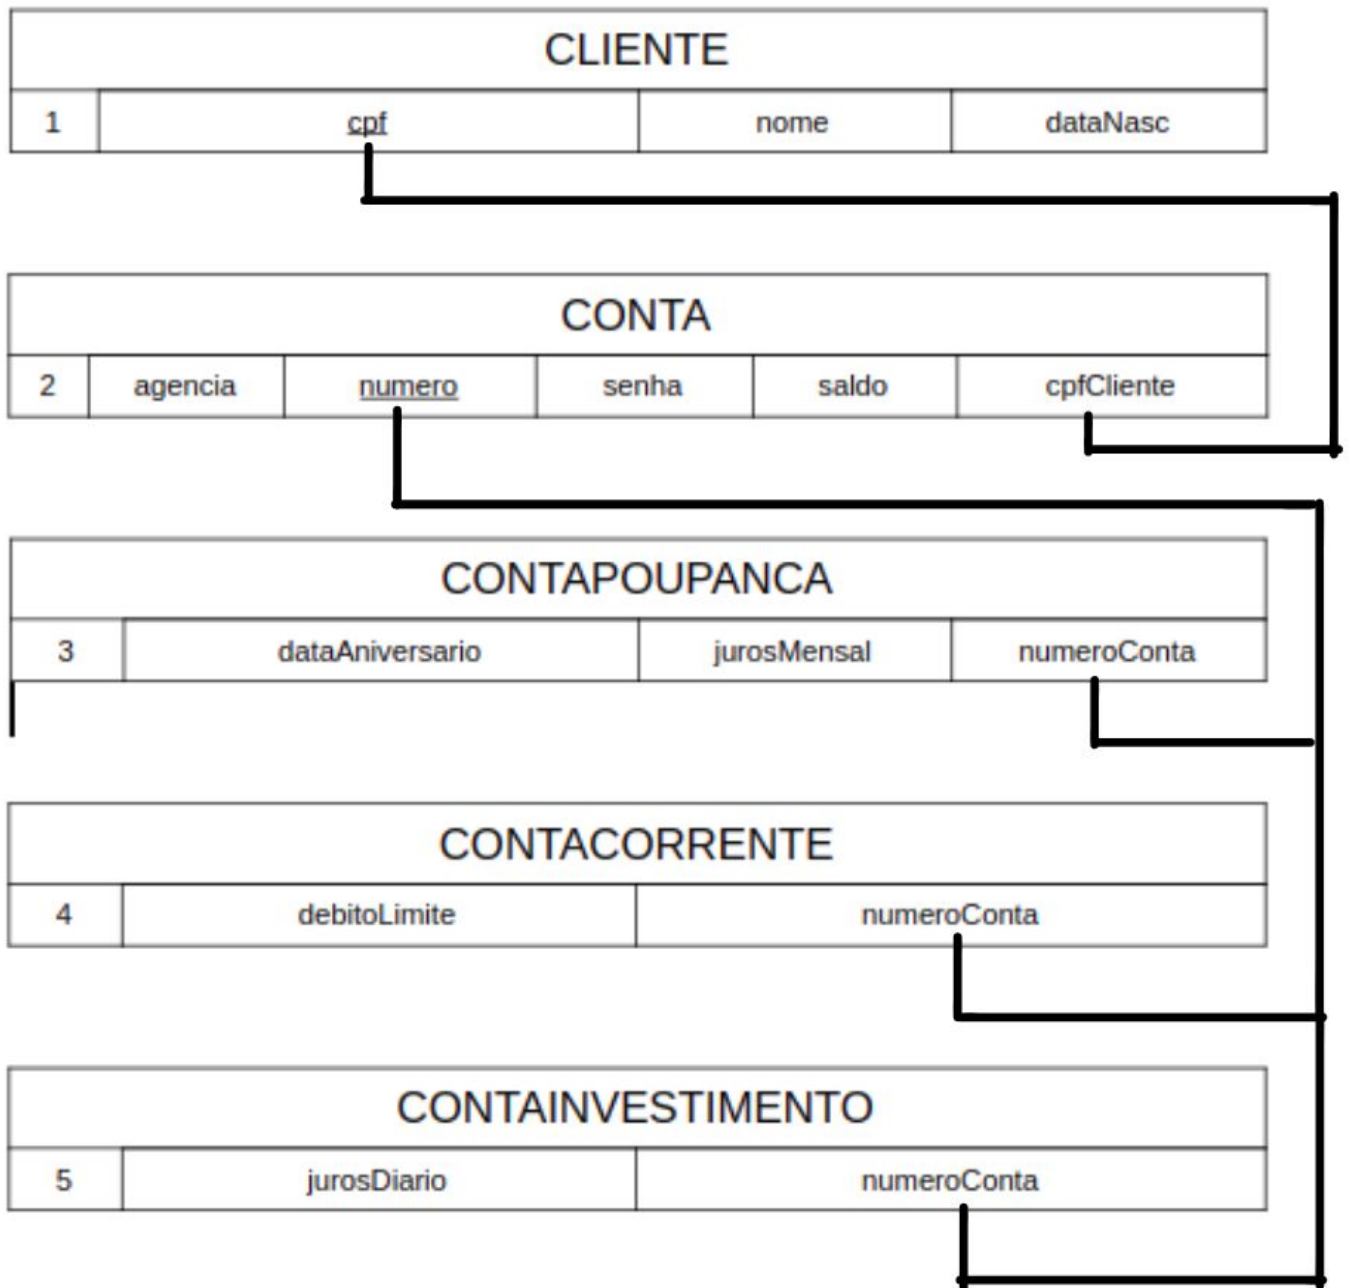 CLIENTE
1 cpf nome dataNasc
CONTA
2 agencia numero senha saldo cpfCliente
CONTAPOUPANCA
3 dataAniversario jurosMensal numeroConta
CONTACORRENTE
4 debitoLimite numeroConta
CONTAINVESTIMENTO
5 jurosDiario numeroConta